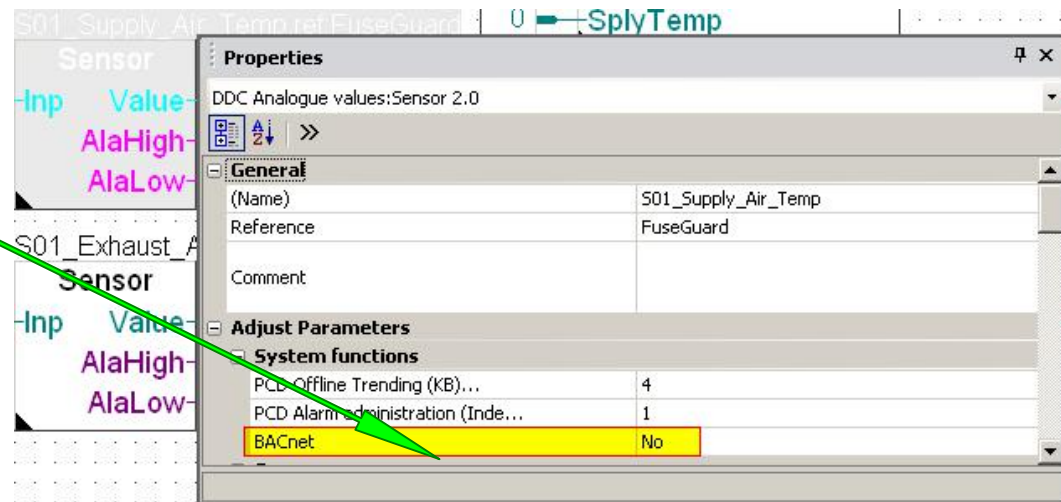 S01_Supply_Air_Temp.ref:FuseGuard
0 SplyTemp
Sensor
Inp Value
AlaHigh
AlaLow
S01_Exhaust_A
Sensor
Inp Value
AlaHigh
AlaLow
Properties
DDC Analogue values:Sensor 2.0
General
(Name) S01_Supply_Air_Temp
Reference FuseGuard
Comment
Adjust Parameters
System functions
PCD Offline Trending (KB)... 4
PCD Alarm administration (Inde... 1
BACnet No